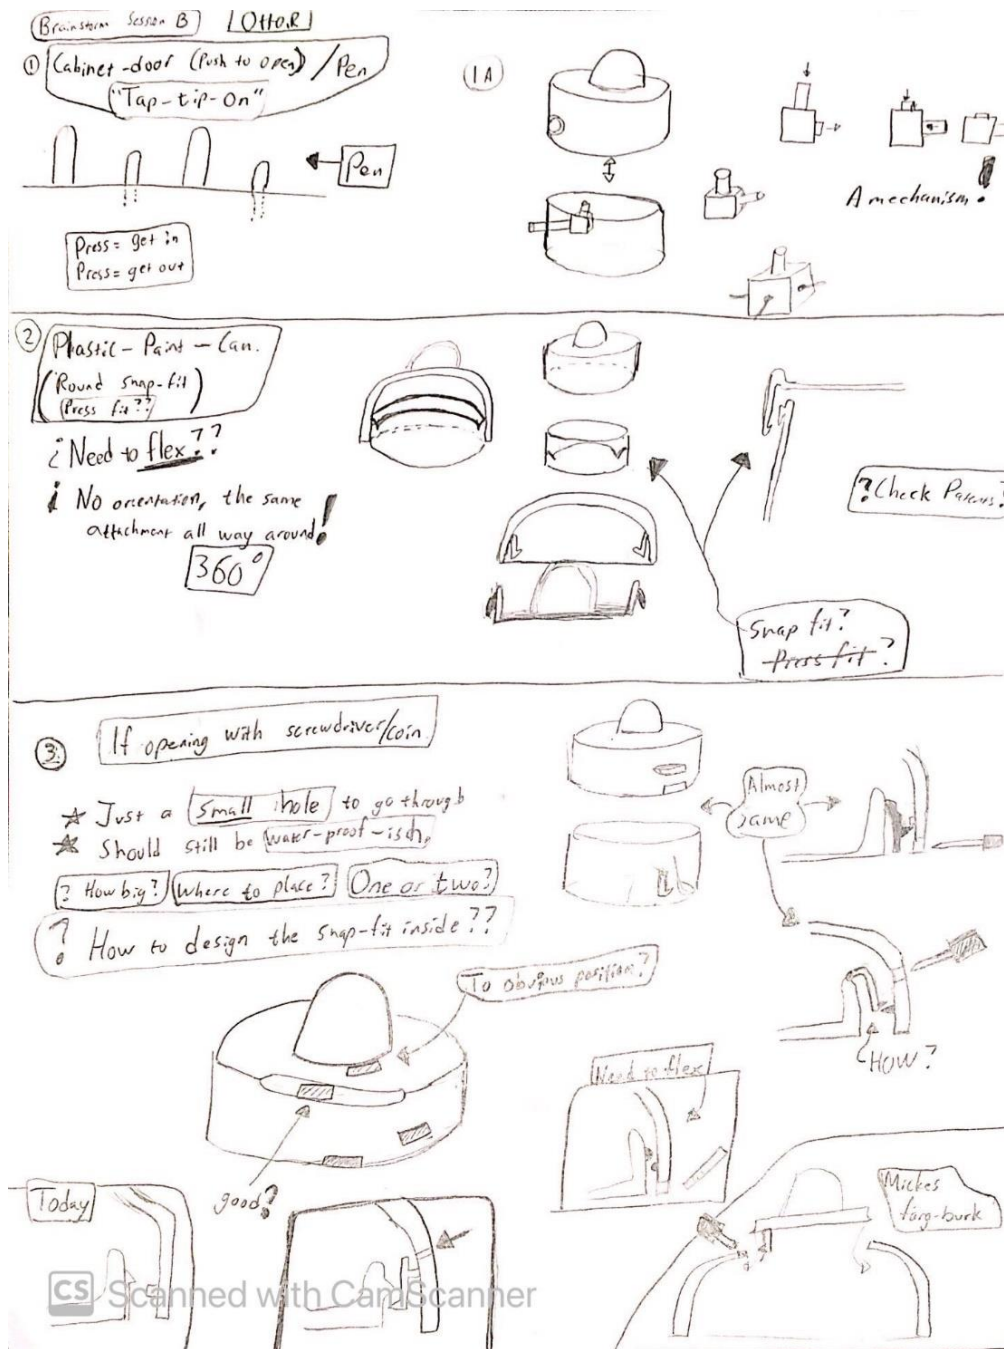 Brainstorm Session B
Otto.R
① Cabinet-door (Push to open) / Pen
"Tap-tip-On"
Pen
Press = get in
Press = get out
1A
A mechanism!
② Plastic-Paint-Can.
(Round snap-fit)
Press fit??
¿Need to flex??
¡ No orientation, the same
attachment all way around!
360°
?Check Patents?
Snap fit?
Press fit?
③ If opening with screwdriver/coin
Just a small hole to go through
Should still be water-proof-isch.
? How big?
Where to place?
One or two?
? How to design the snap-fit inside??
Almost
same
To obvius position?
HOW?
Need to flex
good?
Today
Mickes
färg-burk
CS Scanned with CamScanner